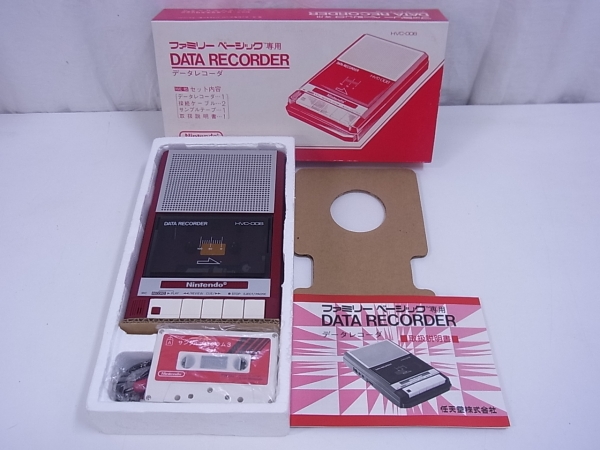 DATA RECORDER
HVC-008
ファミリー ベーシック専用
DATA RECORDER
データレコーダ
セット内容
データレコーダー1
接続ケーブル—2
サンプルテープ—1
取扱説明書—1
Nintendo
DATA RECORDER
HVC-008
Nintendo®
Nintendo
ファミリー ベーシック専用
DATA RECORDER
データレコーダ
取扱説明書
任天堂株式会社